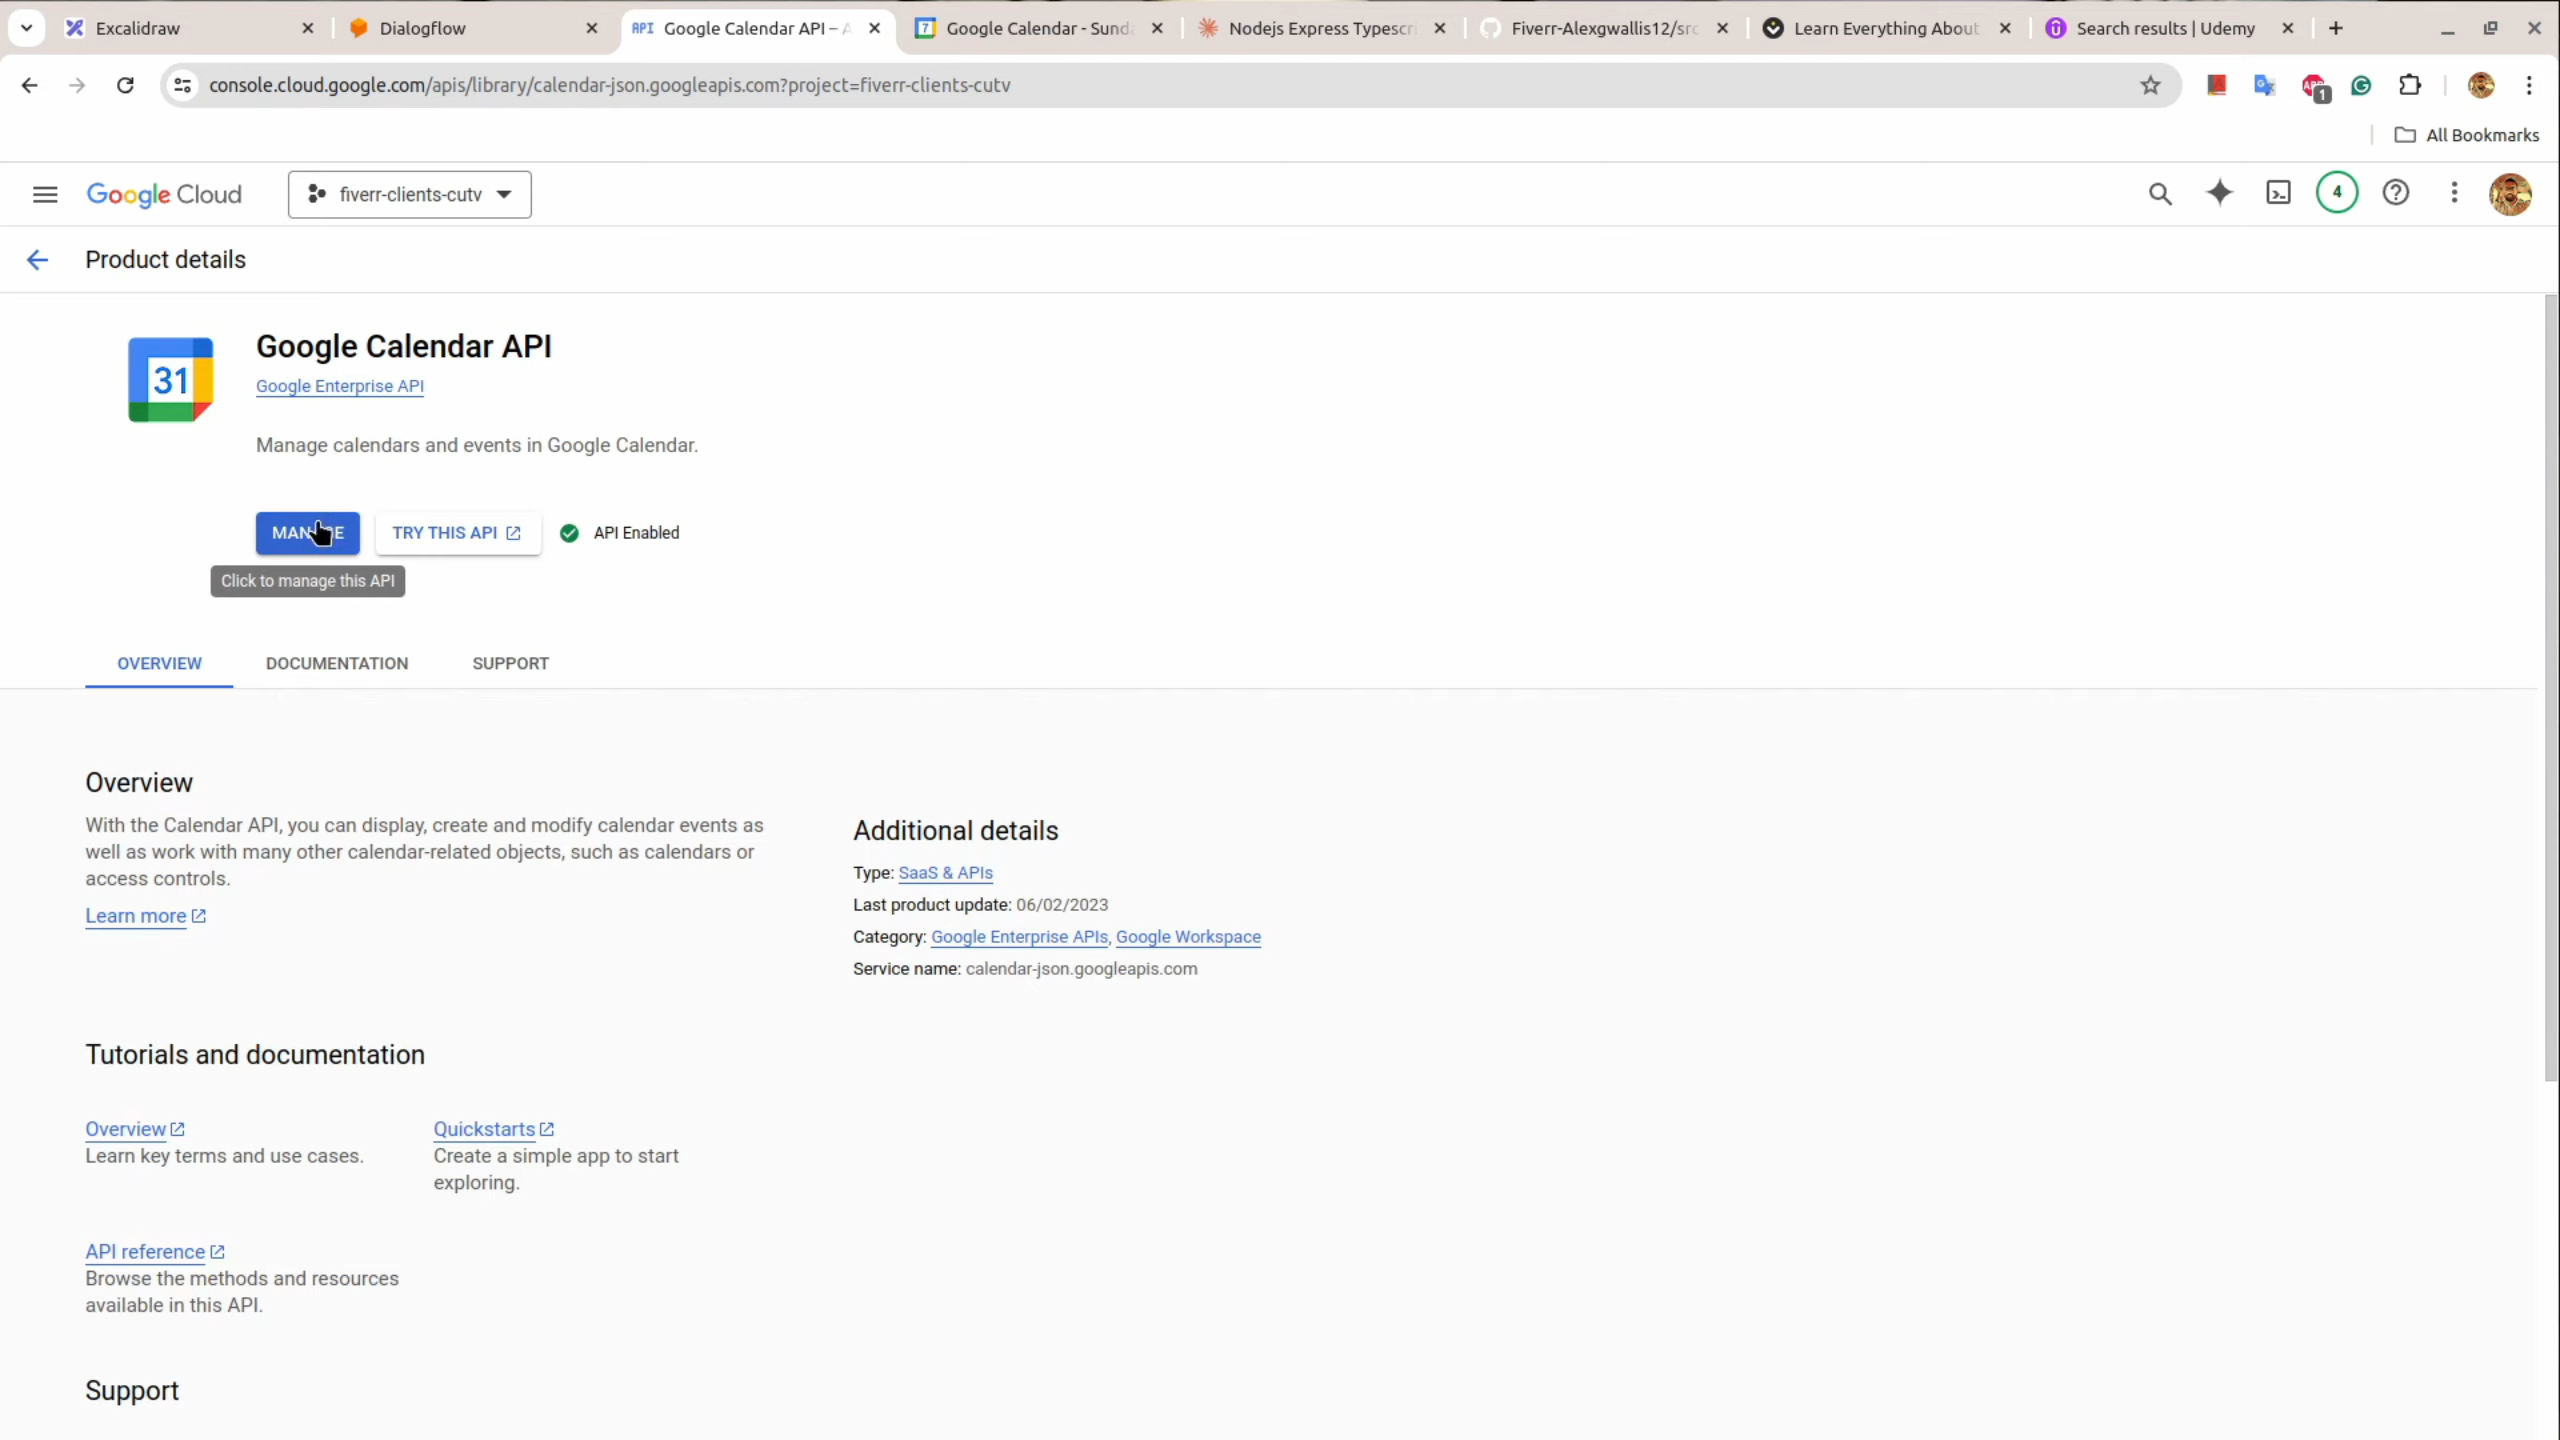 Excalidraw
Dialogflow
API Google Calendar API – A
7 Google Calendar - Sund
Nodejs Express Typescri
Fiverr-Alexgwallis12/src
Learn Everything About
Search results | Udemy
console.cloud.google.com/apis/library/calendar-json.googleapis.com?project=fiverr-clients-cutv
1
All Bookmarks
Google Cloud
fiverr-clients-cutv
4
Product details
31
Google Calendar API
Google Enterprise API
Manage calendars and events in Google Calendar.
TRY THIS API
API Enabled
Click to manage this API
OVERVIEW
DOCUMENTATION
SUPPORT
Overview
With the Calendar API, you can display, create and modify calendar events as
well as work with many other calendar-related objects, such as calendars or
access controls.
Learn more
Additional details
Type: SaaS & APIs
Last product update: 06/02/2023
Category: Google Enterprise APIs, Google Workspace
Service name: calendar-json.googleapis.com
Tutorials and documentation
Overview
Learn key terms and use cases.
Quickstarts
Create a simple app to start
exploring.
API reference
Browse the methods and resources
available in this API.
Support